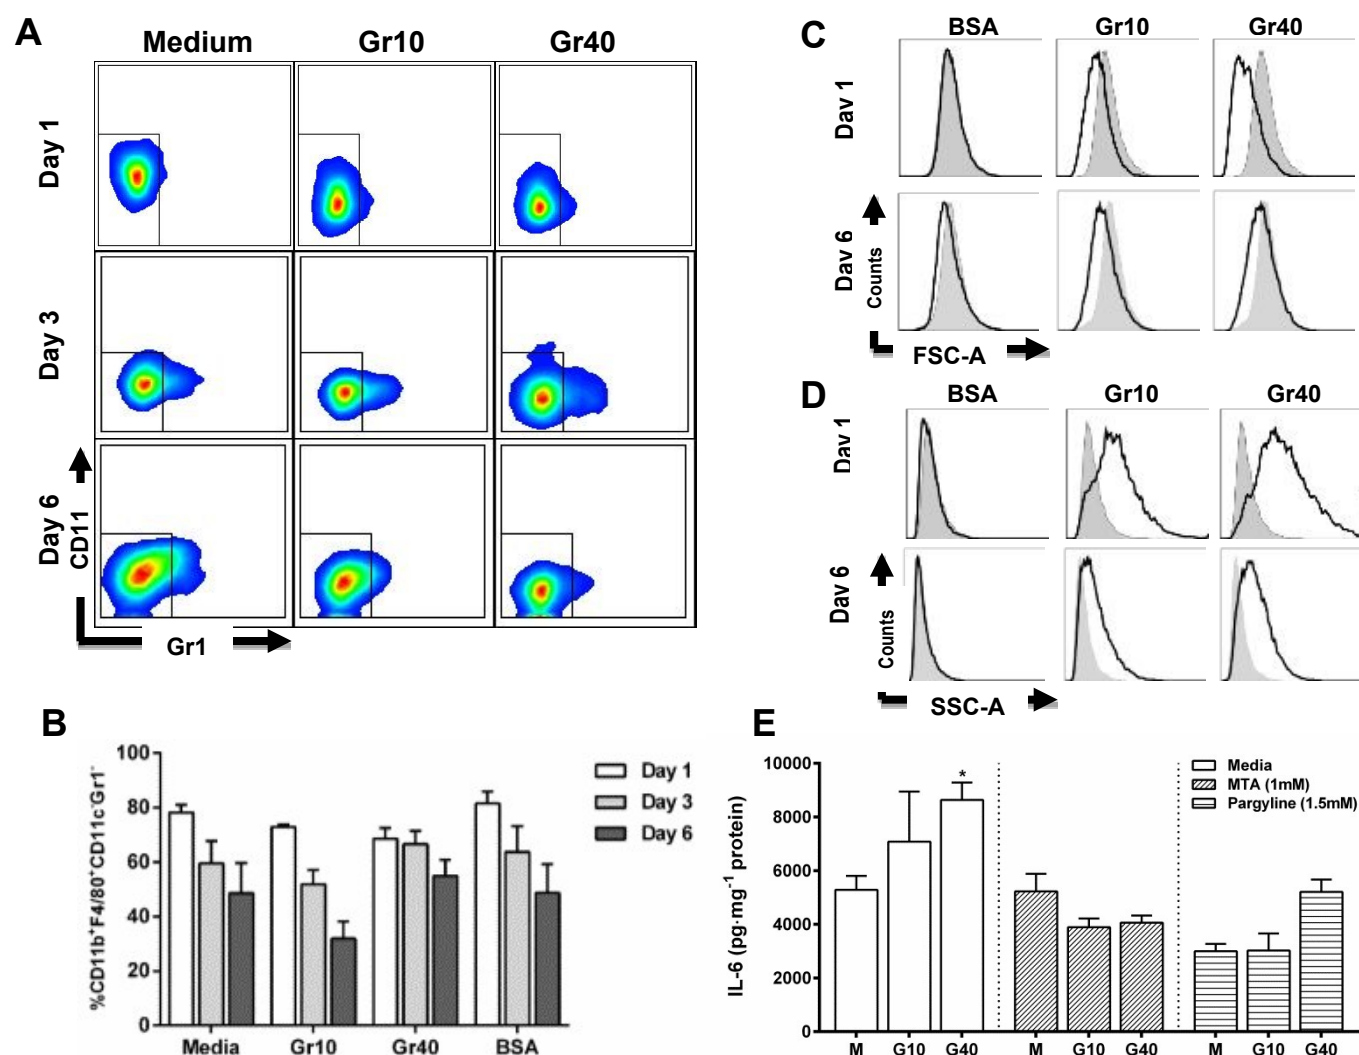 A
Medium
Gr10
Gr40
Day 1
Day 3
Day 6
CD11
Gr1
B
%CD11b+F4/80+CD11c-Gr1-
100
80
60
40
20
0
Media
Gr10
Gr40
BSA
Day 1
Day 3
Day 6
C
BSA
Gr10
Gr40
Day 1
Day 6
Counts
FSC-A
D
BSA
Gr10
Gr40
Day 1
Day 6
Counts
SSC-A
E
IL-6 (pg·mg-1 protein)
10000
8000
6000
4000
2000
0
*
Media
MTA (1mM)
Pargyline (1.5mM)
M G10 G40 M G10 G40 M G10 G40